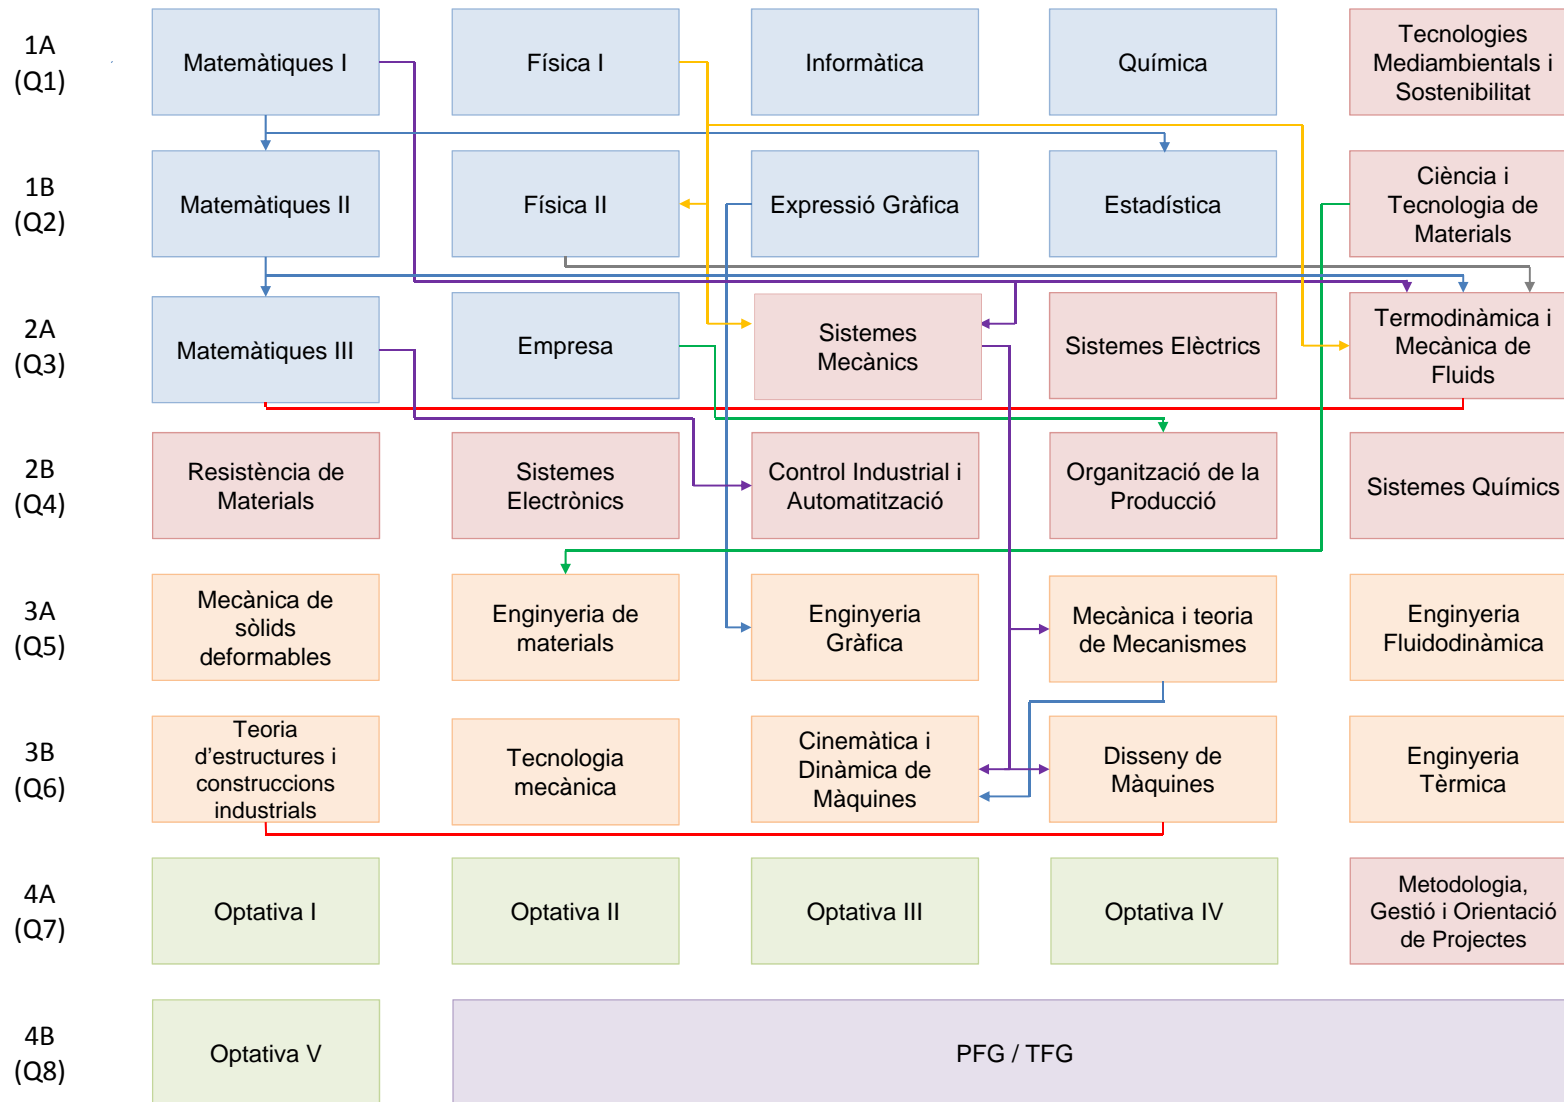 1A
(Q1)
Matemàtiques I
Física I
Informàtica
Química
Tecnologies
Mediambientals i
Sostenibilitat
1B
(Q2)
Matemàtiques II
Física II
Expressió Gràfica
Estadística
Ciència i
Tecnologia de
Materials
2A
(Q3)
Matemàtiques III
Empresa
Sistemes
Mecànics
Sistemes Elèctrics
Termodinàmica i
Mecànica de
Fluids
2B
(Q4)
Resistència de
Materials
Sistemes
Electrònics
Control Industrial i
Automatització
Organització de la
Producció
Sistemes Químics
3A
(Q5)
Mecànica de
sòlids
deformables
Enginyeria de
materials
Enginyeria
Gràfica
Mecànica i teoria
de Mecanismes
Enginyeria
Fluidodinàmica
3B
(Q6)
Teoria
d’estructures i
construccions
industrials
Tecnologia
mecànica
Cinemàtica i
Dinàmica de
Màquines
Disseny de
Màquines
Enginyeria
Tèrmica
4A
(Q7)
Optativa I
Optativa II
Optativa III
Optativa IV
Metodologia,
Gestió i Orientació
de Projectes
4B
(Q8)
Optativa V
PFG / TFG